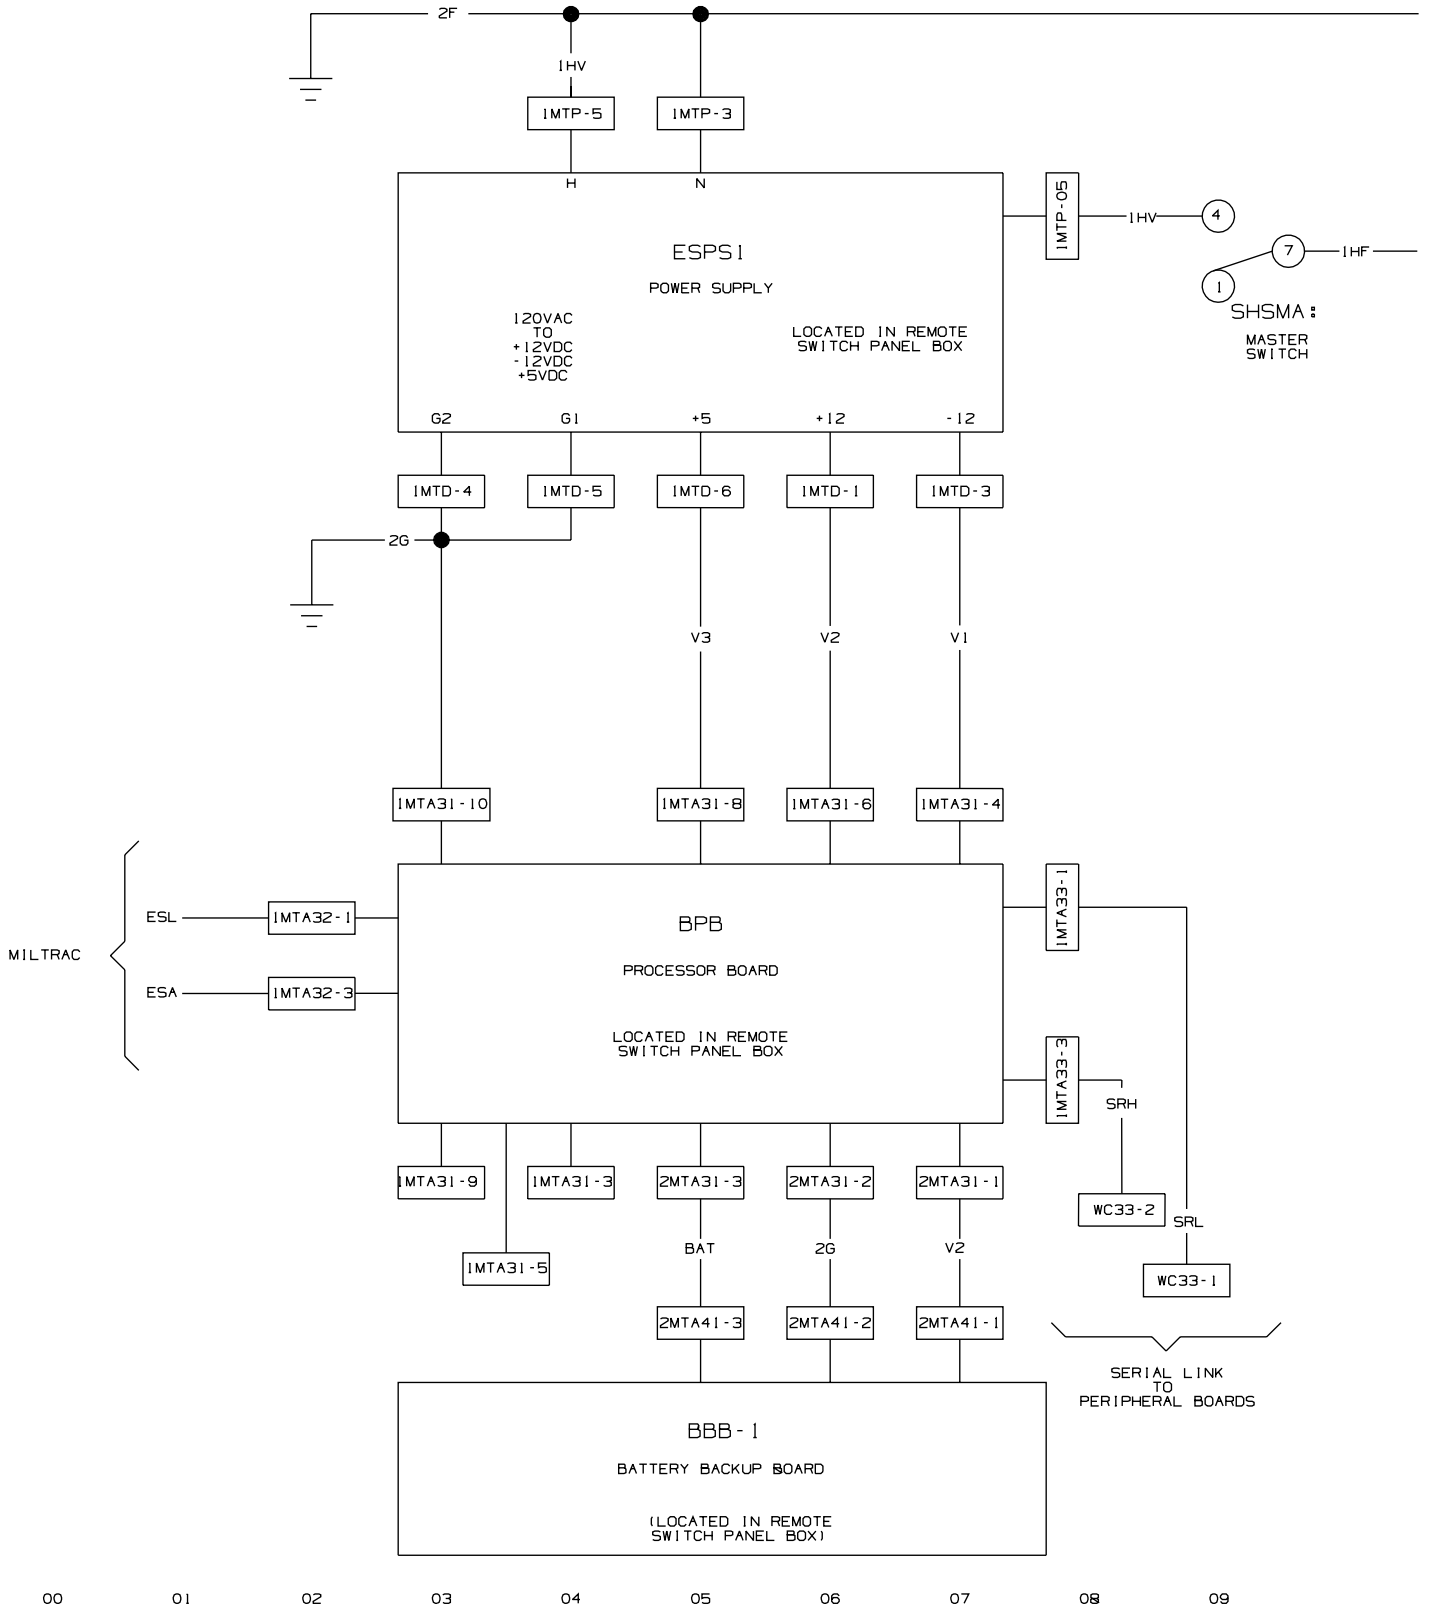 2F
1HV
1MTP-5
1MTP-3
H
N
1MTP-05
1HV
4
7
1HF
1
SHSMA:
MASTER
SWITCH
ESPS1
POWER SUPPLY
120VAC
TO
+12VDC
-12VDC
+5VDC
LOCATED IN REMOTE
SWITCH PANEL BOX
G2
G1
+5
+12
-12
1MTD-4
1MTD-5
1MTD-6
1MTD-1
1MTD-3
2G
V3
V2
V1
1MTA31-10
1MTA31-8
1MTA31-6
1MTA31-4
MILTRAC
ESL
1MTA32-1
ESA
1MTA32-3
BPB
PROCESSOR BOARD
LOCATED IN REMOTE
SWITCH PANEL BOX
1MTA33-1
1MTA33-3
SRH
WC33-2
SRL
WC33-1
1MTA31-9
1MTA31-3
2MTA31-3
2MTA31-2
2MTA31-1
1MTA31-5
BAT
2G
V2
2MTA41-3
2MTA41-2
2MTA41-1
SERIAL LINK
TO
PERIPHERAL BOARDS
BBB-1
BATTERY BACKUP BOARD
(LOCATED IN REMOTE
SWITCH PANEL BOX)
00
01
02
03
04
05
06
07
08
09